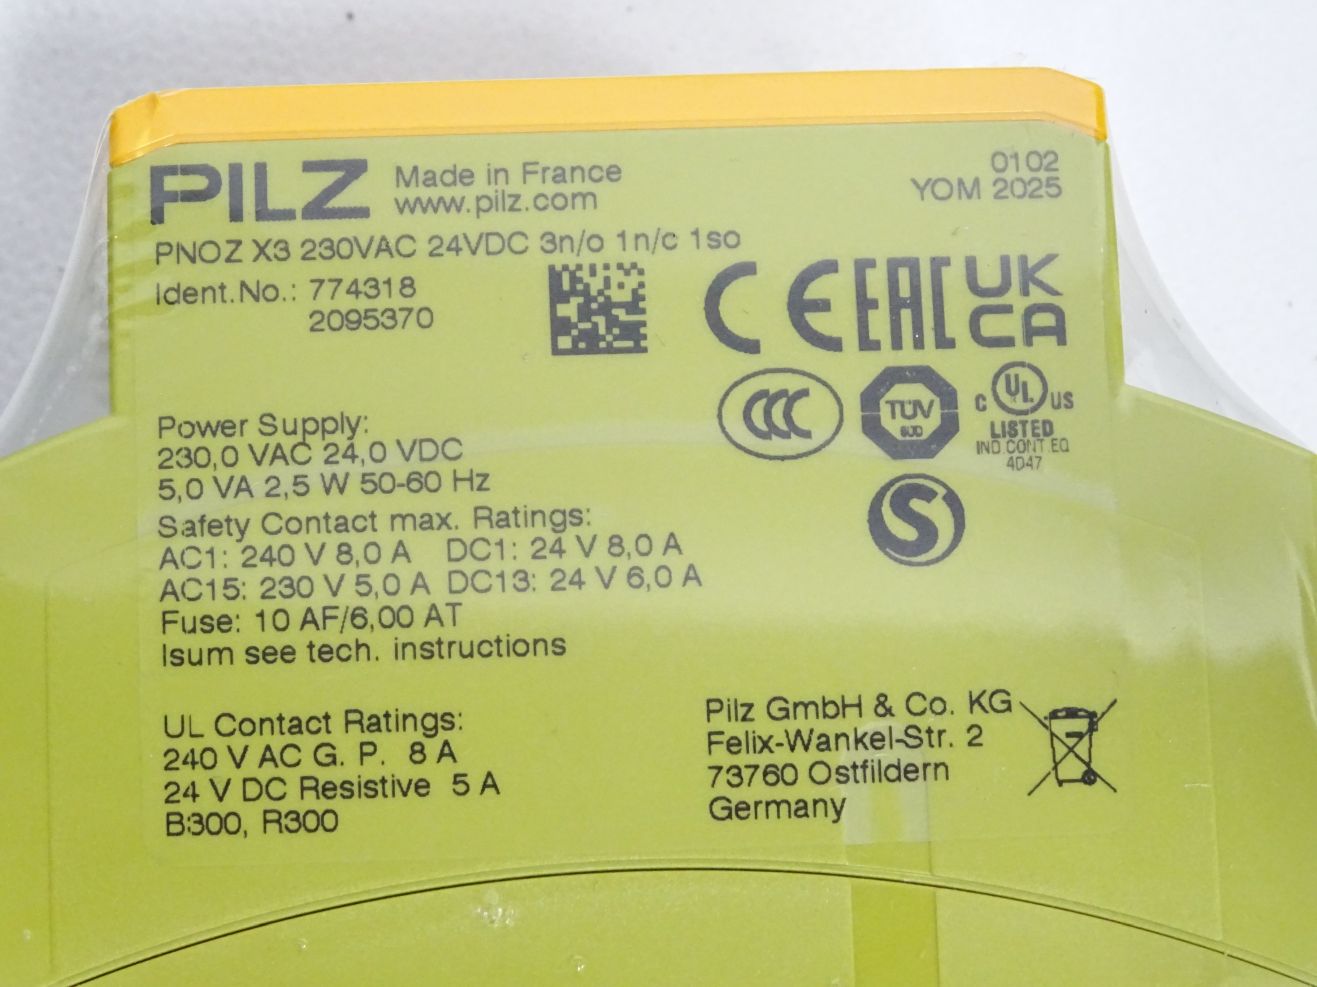 PILZ
Made in France
www.pilz.com
0102
YOM 2025
PNOZ X3 230VAC 24VDC 3n/o 1n/c 1so
Ident.No.: 774318
2095370
CE EAC UK
CA
CCC
TÜV
SÜD
C UL US
LISTED
IND.CONT.EQ
4D47
S
Power Supply:
230,0 VAC 24,0 VDC
5,0 VA 2,5 W 50-60 Hz
Safety Contact max. Ratings:
AC1: 240 V 8,0 A DC1: 24 V 8,0 A
AC15: 230 V 5,0 A DC13: 24 V 6,0 A
Fuse: 10 AF/6,00 AT
Isum see tech. instructions
UL Contact Ratings:
240 V AC G. P. 8 A
24 V DC Resistive 5 A
B300, R300
Pilz GmbH & Co. KG
Felix-Wankel-Str. 2
73760 Ostfildern
Germany